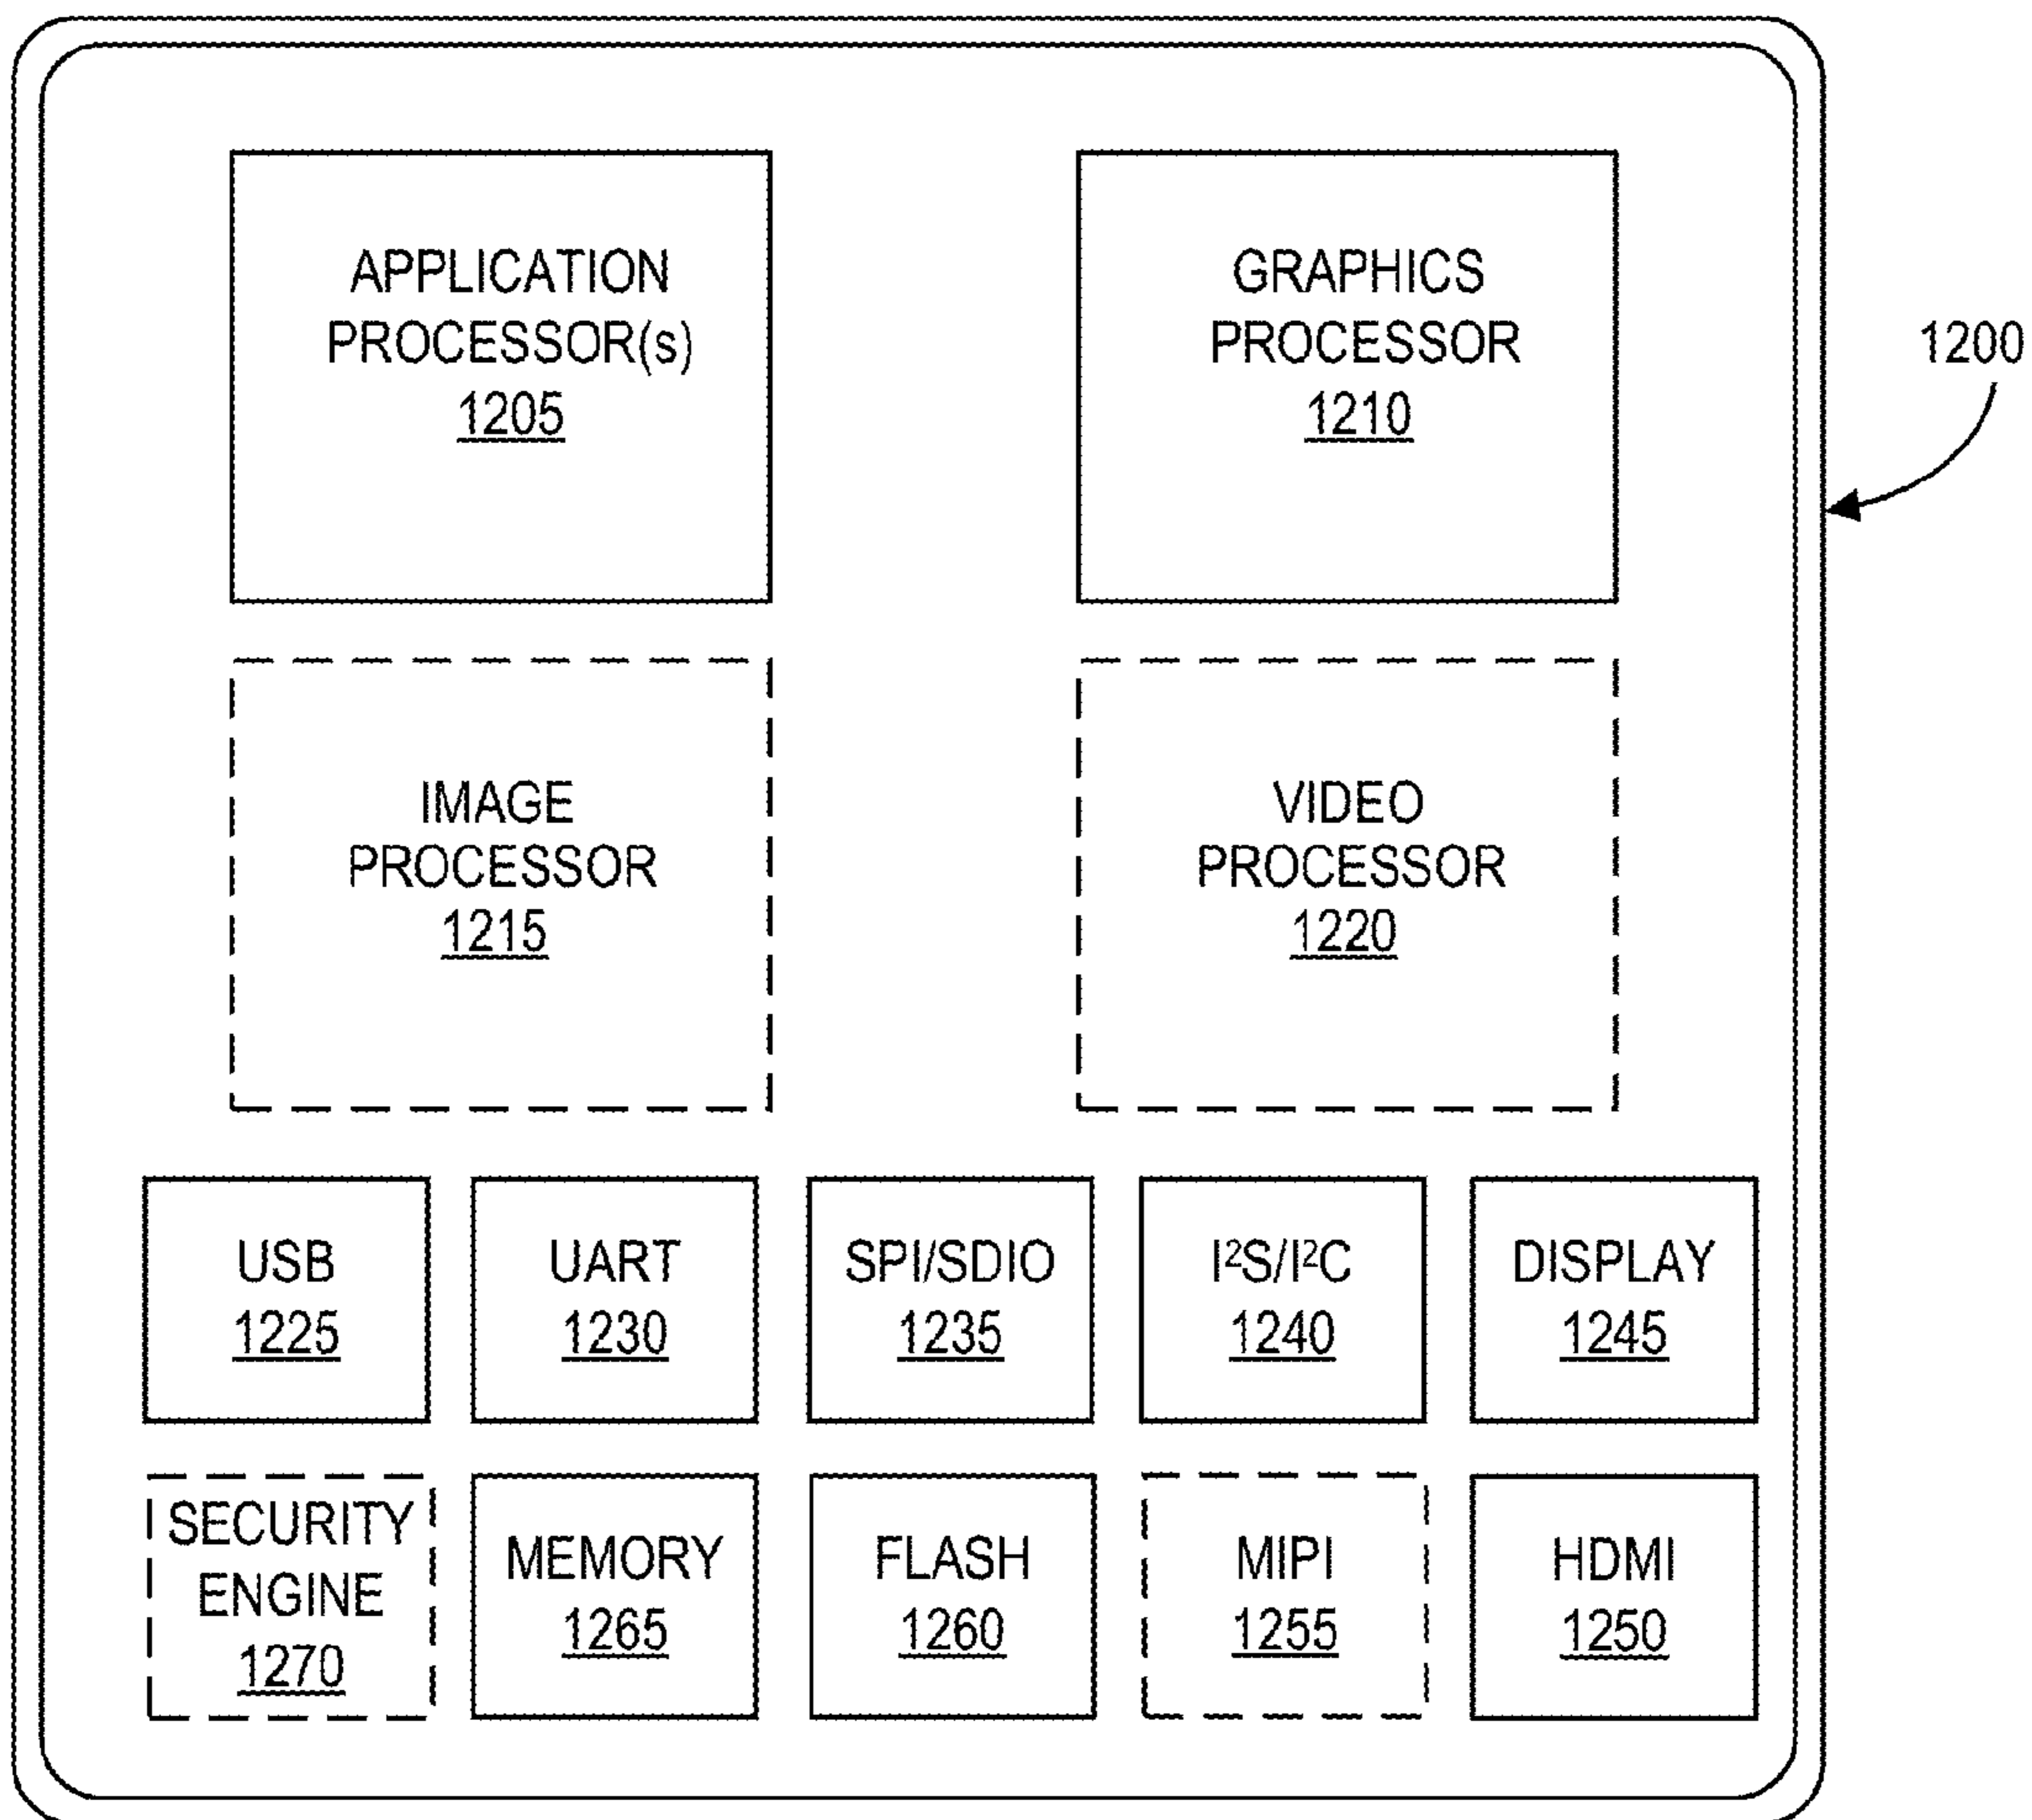 APPLICATION
PROCESSOR(s)
1205
GRAPHICS
PROCESSOR
1210
1200
IMAGE
PROCESSOR
1215
VIDEO
PROCESSOR
1220
USB
1225
UART
1230
SPI/SDIO
1235
I²S/I²C
1240
DISPLAY
1245
SECURITY
ENGINE
1270
MEMORY
1265
FLASH
1260
MIPI
1255
HDMI
1250